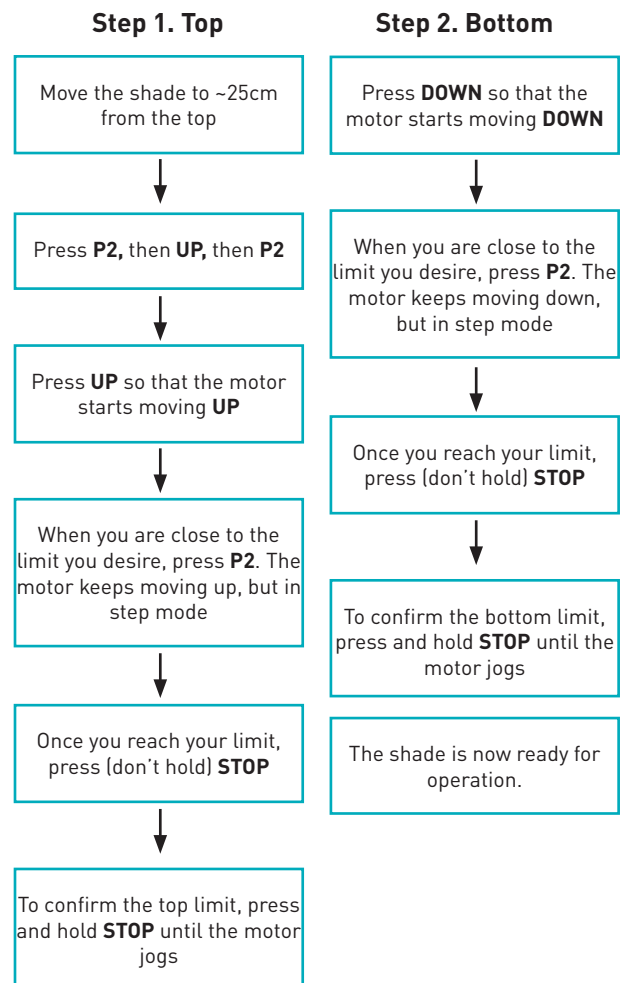 Step 1. Top
Move the shade to ~25cm
from the top
Press P2, then UP, then P2
Press UP so that the motor
starts moving UP
When you are close to the
limit you desire, press P2. The
motor keeps moving up, but in
step mode
Once you reach your limit,
press (don't hold) STOP
To confirm the top limit, press
and hold STOP until the motor
jogs
Step 2. Bottom
Press DOWN so that the
motor starts moving DOWN
When you are close to the
limit you desire, press P2. The
motor keeps moving down,
but in step mode
Once you reach your limit,
press (don't hold) STOP
To confirm the bottom limit,
press and hold STOP until the
motor jogs
The shade is now ready for
operation.